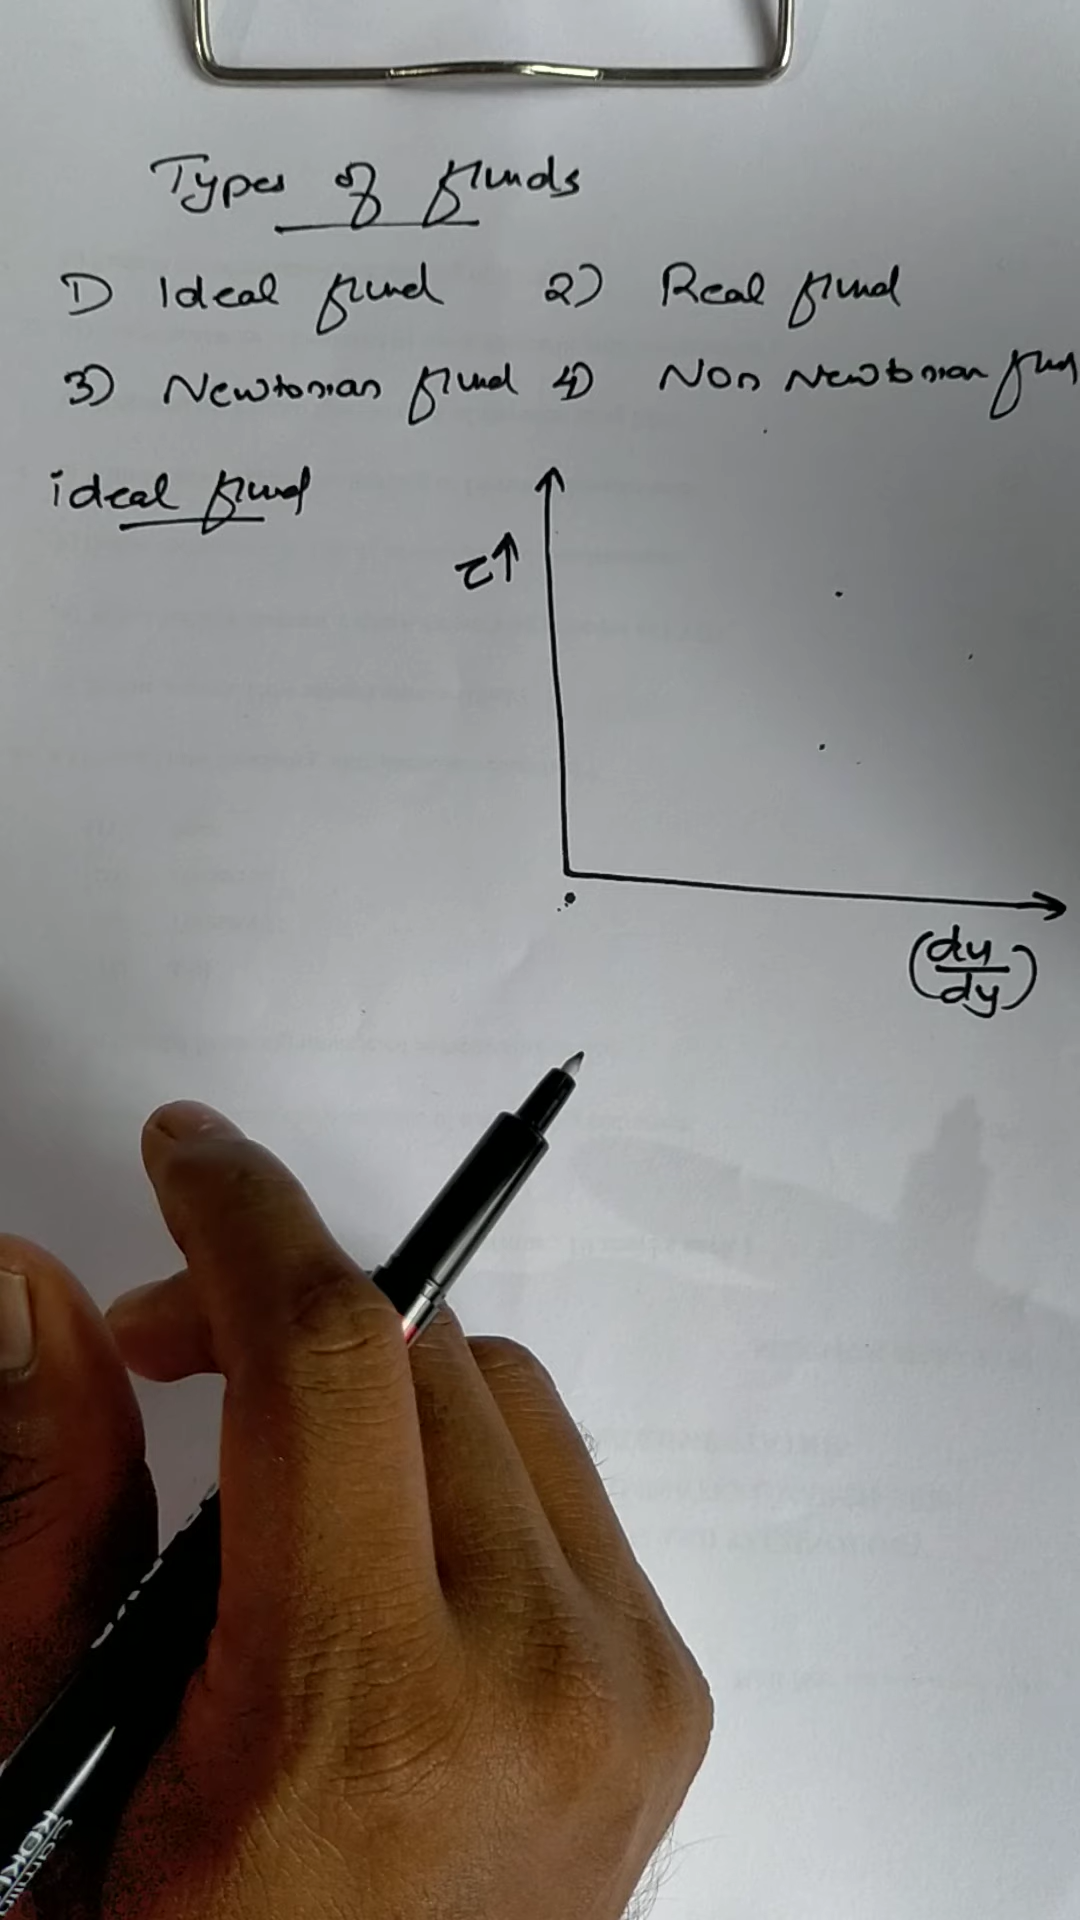 Types of fluids
1) Ideal fluid 2) Real fluid
3) Newtonian fluid 4) Non Newtonian flui
ideal fluid
τ↑
(du/dy)